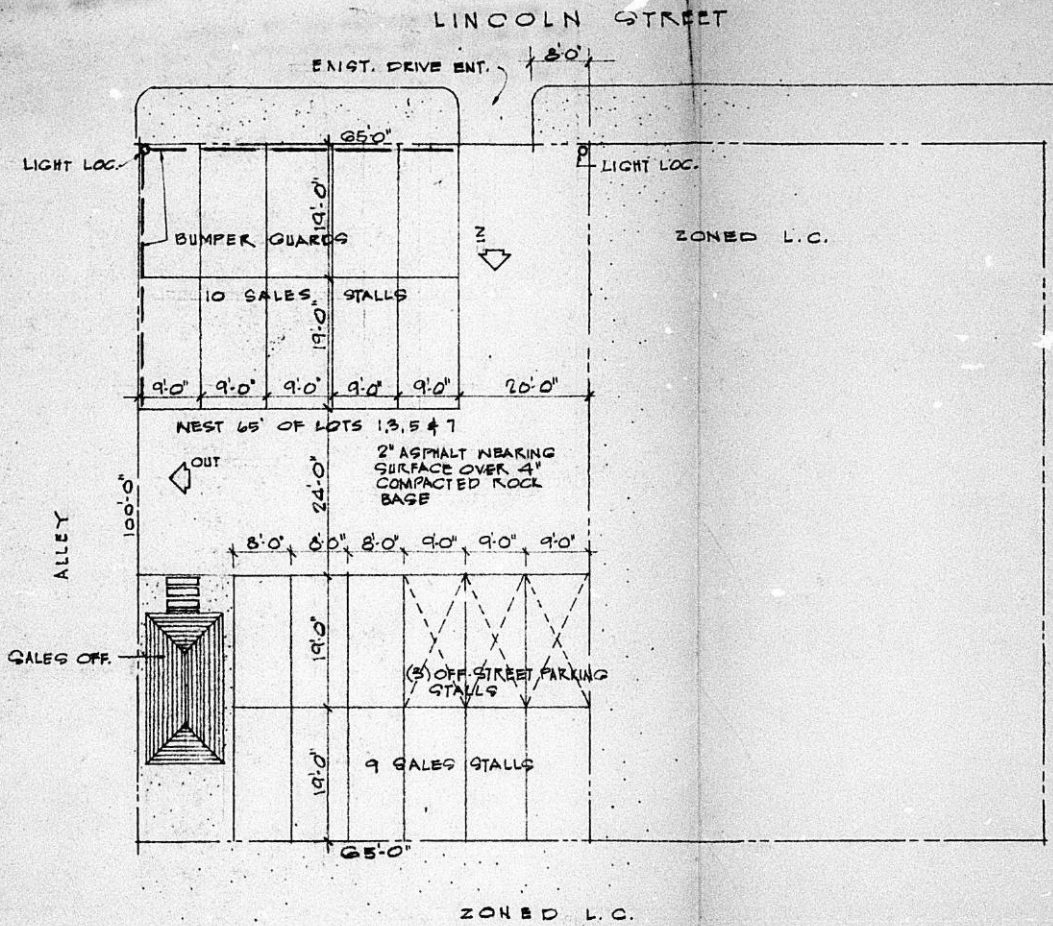 LINCOLN STREET
EXIST. DRIVE ENT.
8'-0"
65'-0"
LIGHT LOC.
LIGHT LOC.
19'-0"
BUMPER GUARDS
IN
ZONED L.C.
10 SALES STALLS
19'-0"
9'-0" 9'-0" 9'-0" 9'-0" 9'-0" 20'-0"
WEST 65' OF LOTS 1,3,5 & 7
2" ASPHALT WEARING
SURFACE OVER 4"
COMPACTED ROCK
BASE
OUT
24'-0"
100'-0"
ALLEY
8'-0" 8'-0" 8'-0" 9'-0" 9'-0" 9'-0"
19'-0"
SALES OFF.
(3) OFF-STREET PARKING
STALLS
19'-0"
9 SALES STALLS
65'-0"
ZONED L.C.